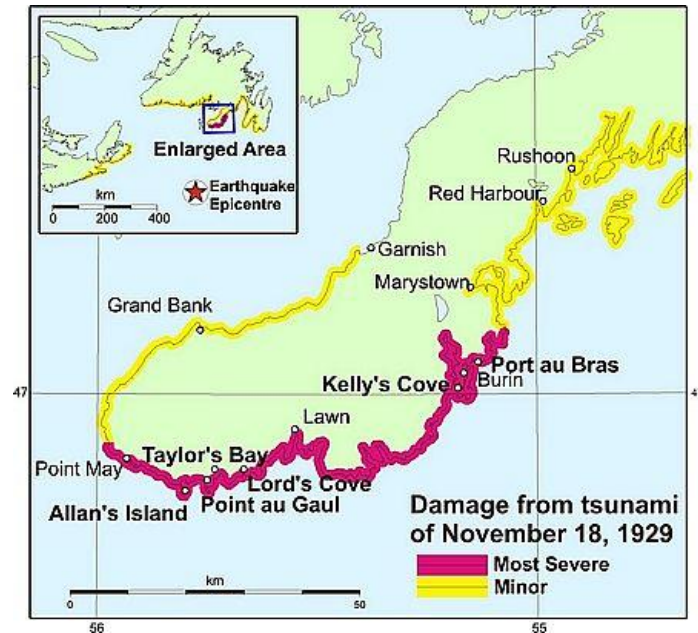 Enlarged Area
km
0 200 400
Earthquake
Epicentre
Rushoon
Red Harbour
Garnish
Marystown
Grand Bank
Port au Bras
Kelly's Cove
Burin
47
4
Lawn
Point May
Taylor's Bay
Lord's Cove
Allan's Island
Point au Gaul
Damage from tsunami
of November 18, 1929
Most Severe
Minor
km
0 50
56
55